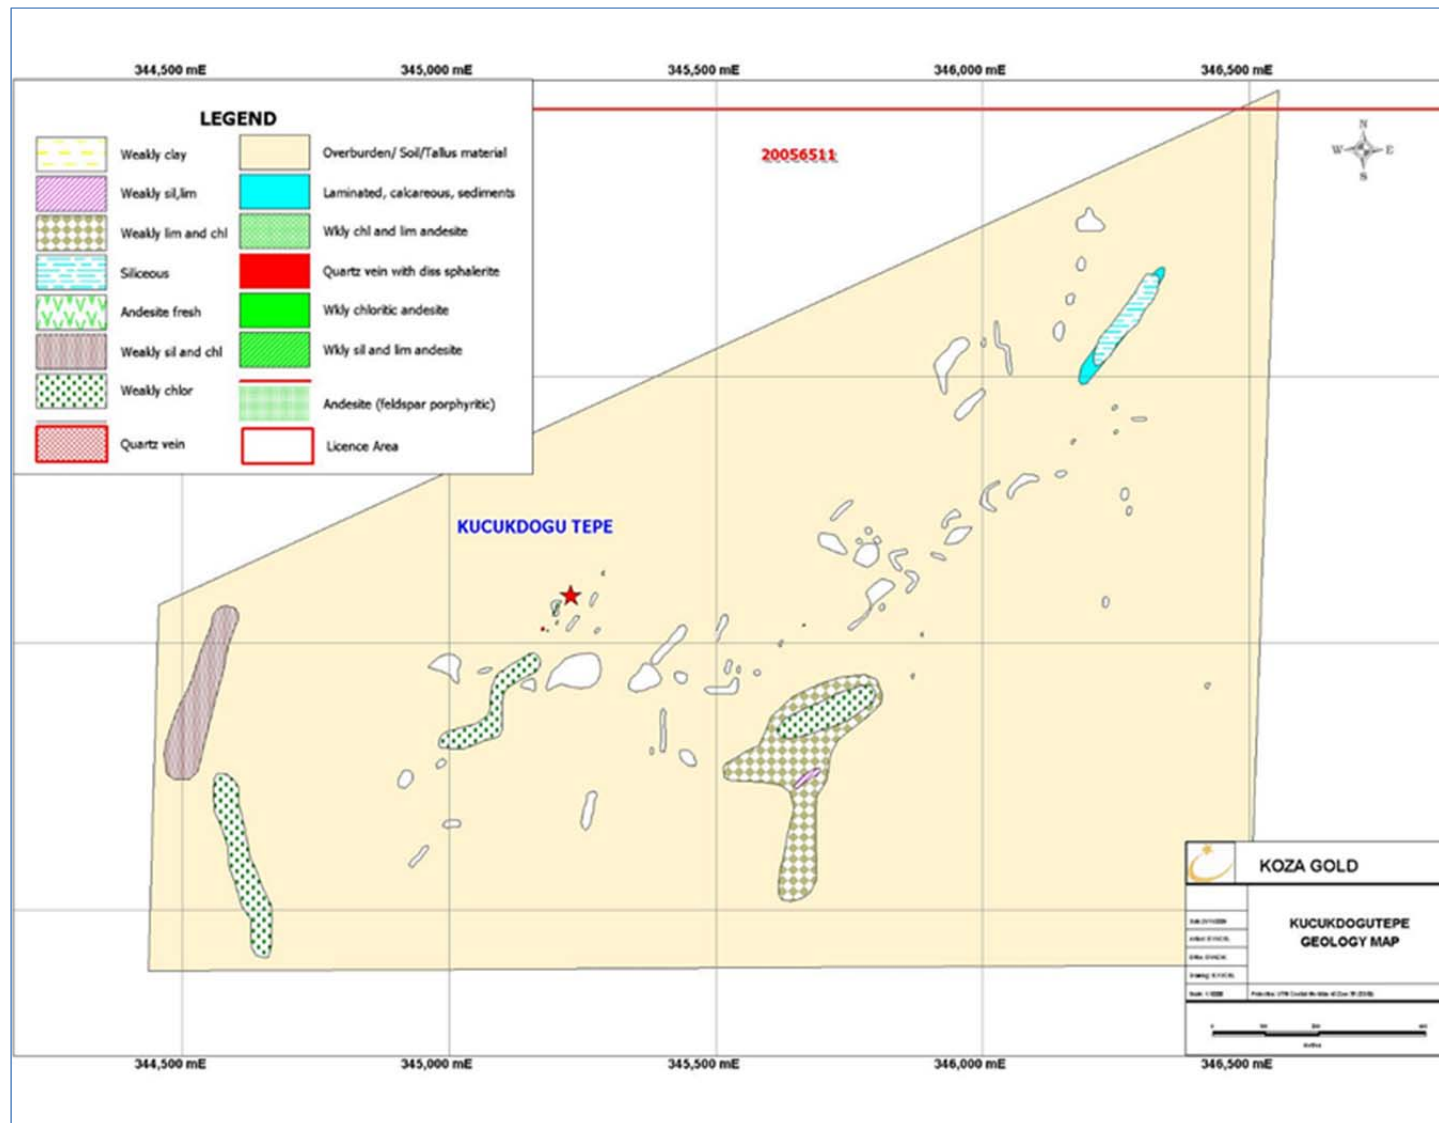 344,500 mE 345,000 mE 345,500 mE 346,000 mE 346,500 mE
LEGEND
Weakly clay
Weakly sil,lim
Weakly lim and chl
Siliceous
Andesite fresh
Weakly sil and chl
Weakly chlor
Quartz vein
Overburden/ Soil/Tallus material
Laminated, calcareous, sediments
Wkly chl and lim andesite
Quartz vein with diss sphalerite
Wkly chloritic andesite
Wkly sil and lim andesite
Andesite (feldspar porphyritic)
Licence Area
20056511
N
W E
S
KUCUKDOGU TEPE
KOZA GOLD
KUCUKDOGUTEPE
GEOLOGY MAP
344,500 mE 345,000 mE 345,500 mE 346,000 mE 346,500 mE